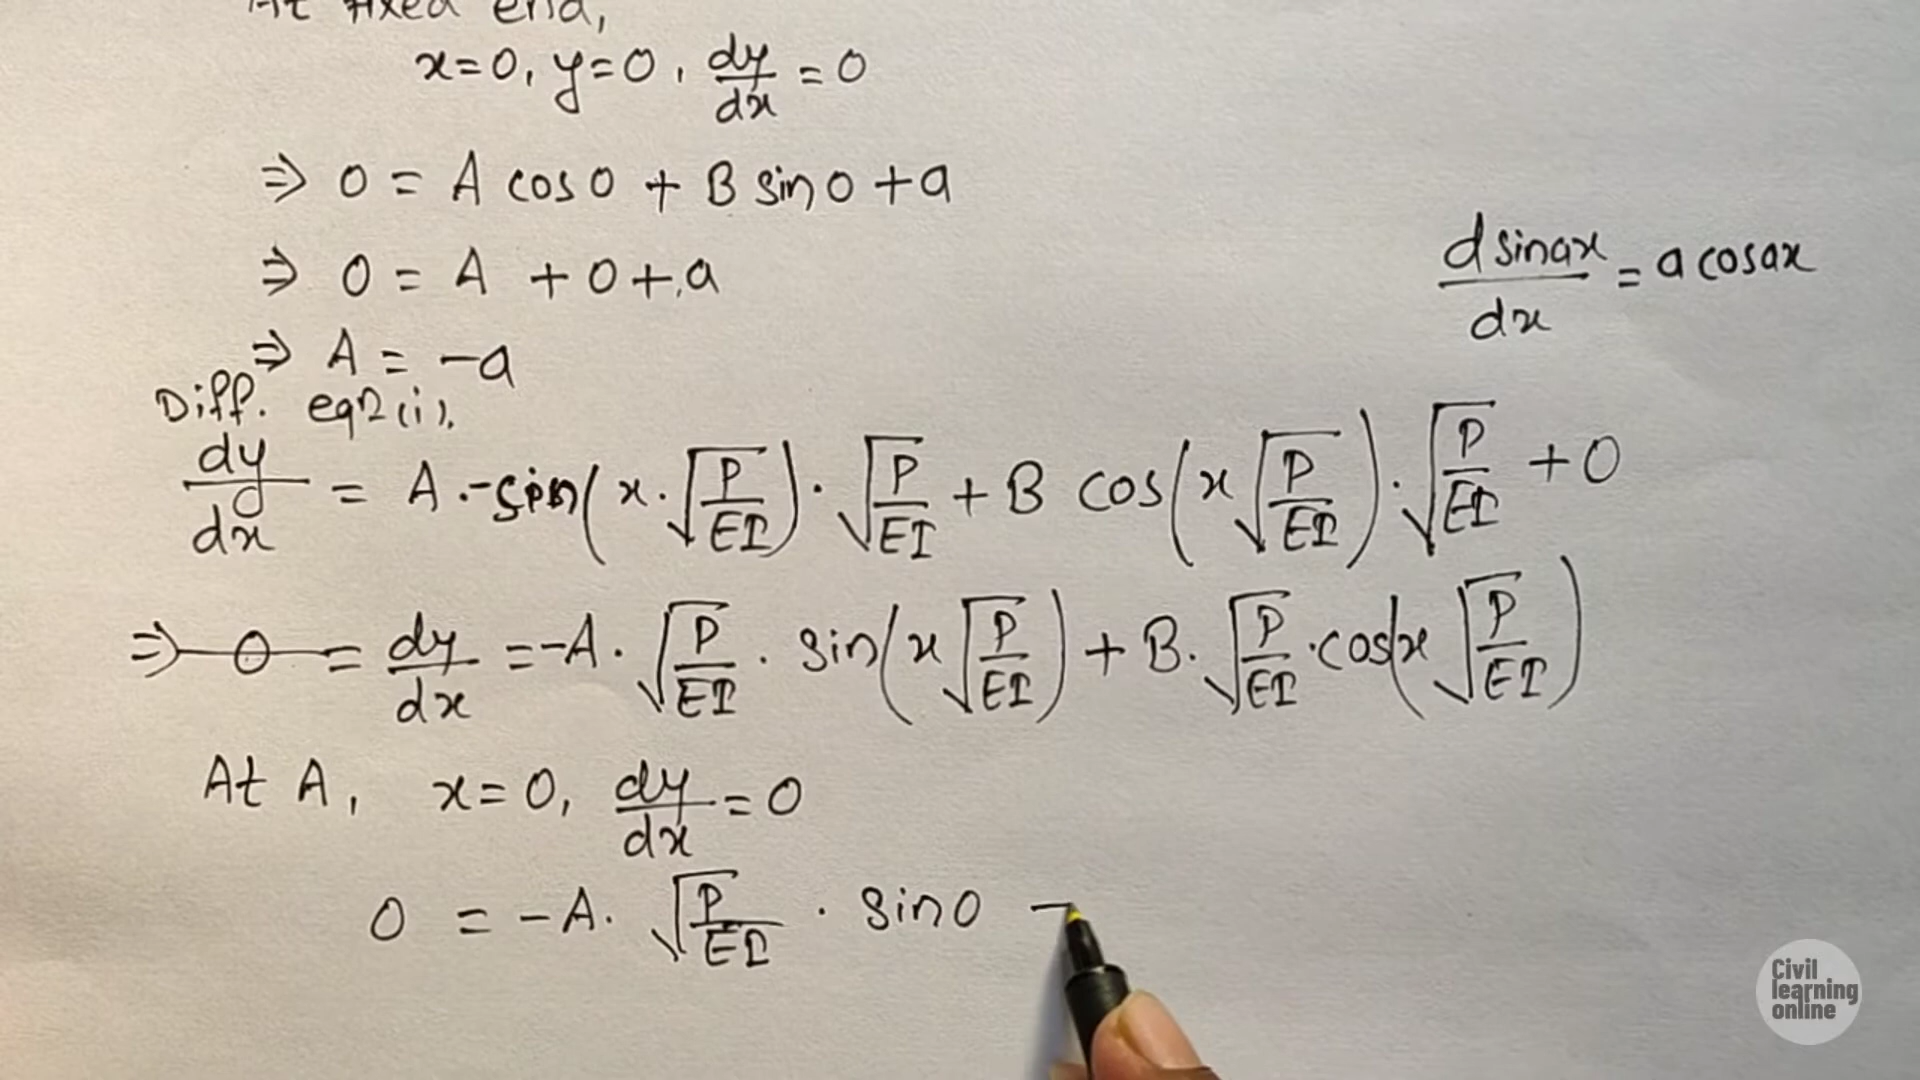 At fixed end,
x=0, y=0, dy/dx = 0
⇒ 0 = A cos0 + B sin0 + a
⇒ 0 = A + 0 + a
d sinax/dx = a cosax
⇒ A = -a
Diff. eqn (i),
dy/dx = A.-sin(x.√(P/EI)).√(P/EI) + B cos(x√(P/EI)).√(P/EI) + 0
⇒ 0 = dy/dx = -A.√(P/EI). sin(x√(P/EI)) + B.√(P/EI).cos(x√(P/EI))
At A, x=0, dy/dx = 0
0 = -A. √(P/EI) . sin0 -
Civil
learning
online